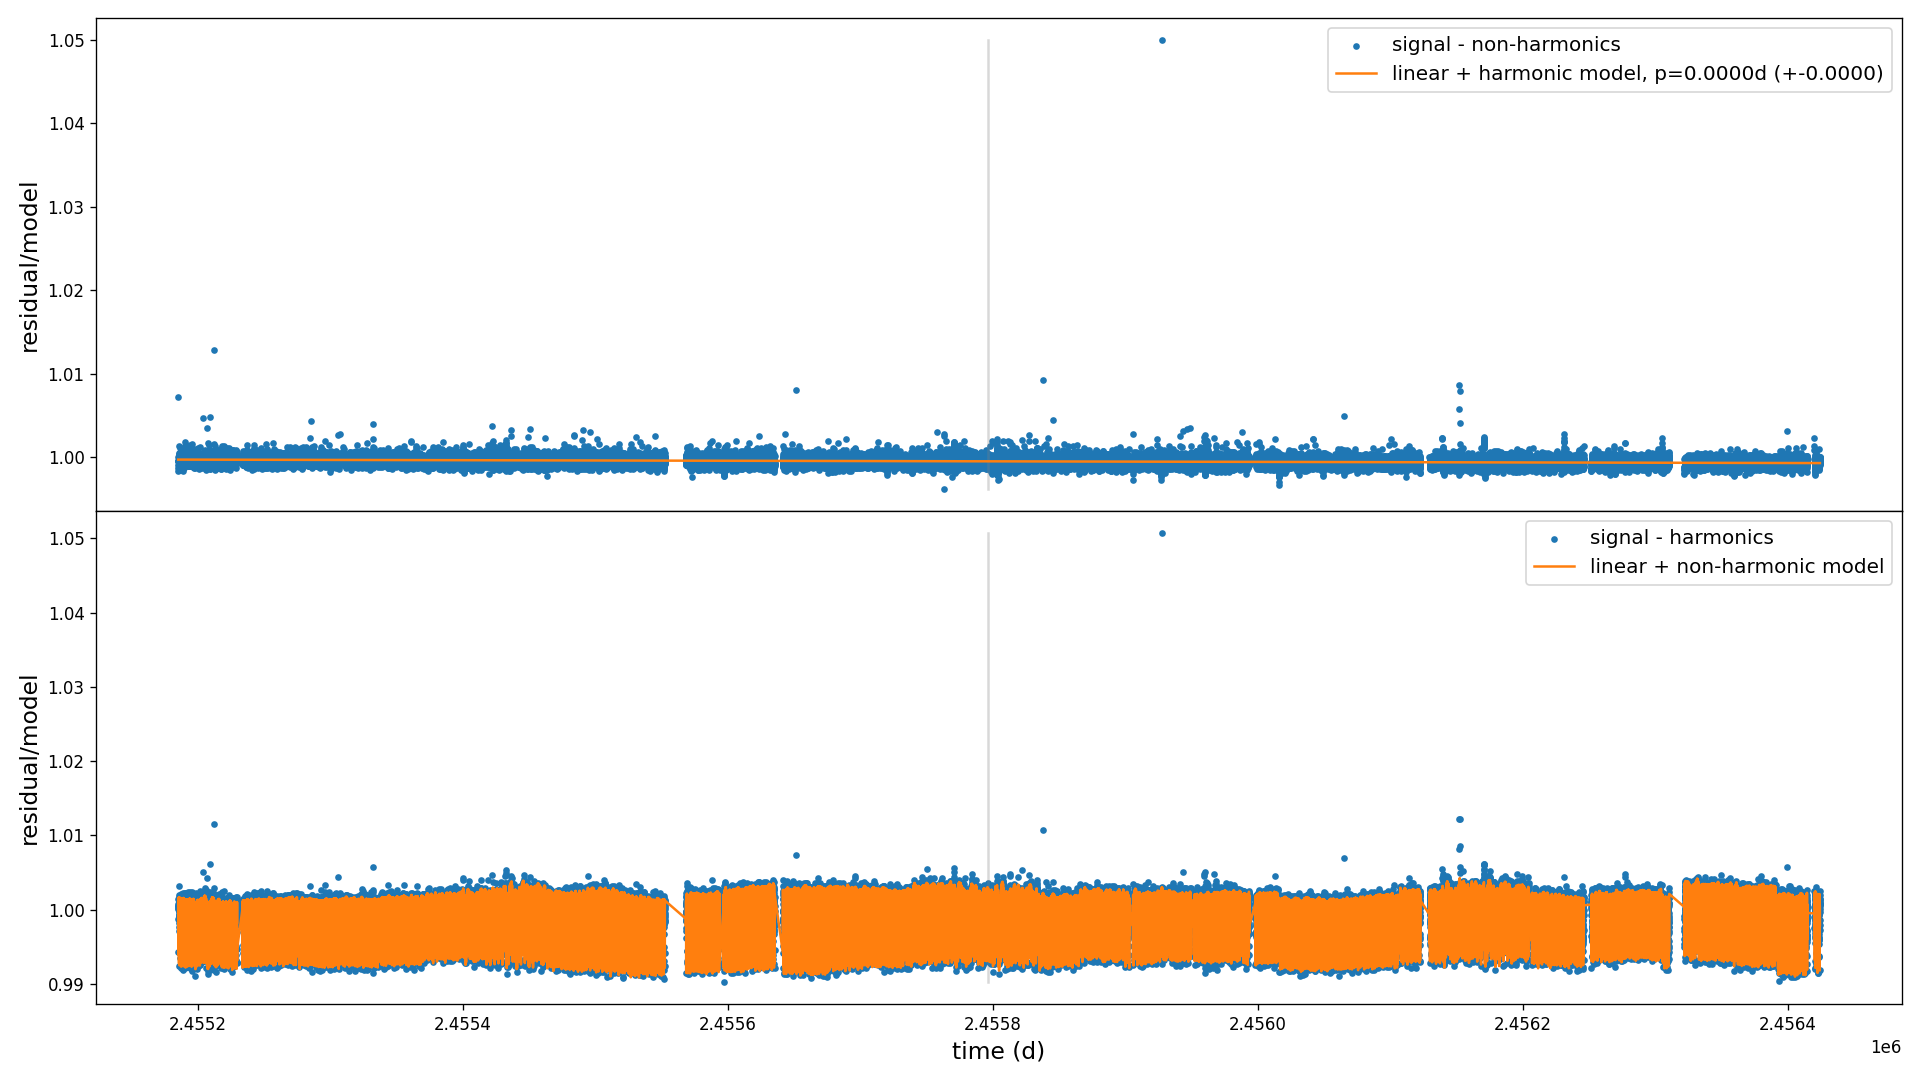 1.05
1.04
1.03
1.02
1.01
1.00
residual/model
signal - non-harmonics
linear + harmonic model, p=0.0000d (+-0.0000)
1.05
1.04
1.03
1.02
1.01
1.00
0.99
residual/model
signal - harmonics
linear + non-harmonic model
2.4552 2.4554 2.4556 2.4558 2.4560 2.4562 2.4564
1e6
time (d)